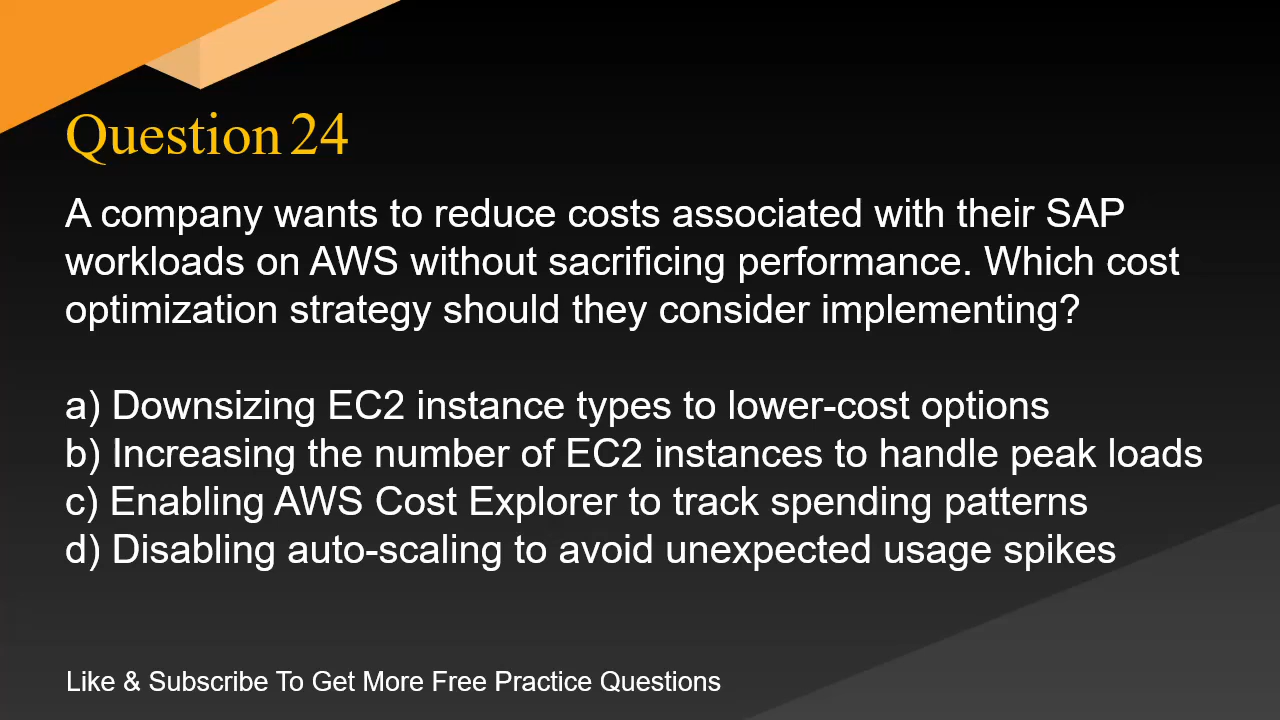 Question 24
A company wants to reduce costs associated with their SAP
workloads on AWS without sacrificing performance. Which cost
optimization strategy should they consider implementing?
a) Downsizing EC2 instance types to lower-cost options
b) Increasing the number of EC2 instances to handle peak loads
c) Enabling AWS Cost Explorer to track spending patterns
d) Disabling auto-scaling to avoid unexpected usage spikes
Like & Subscribe To Get More Free Practice Questions